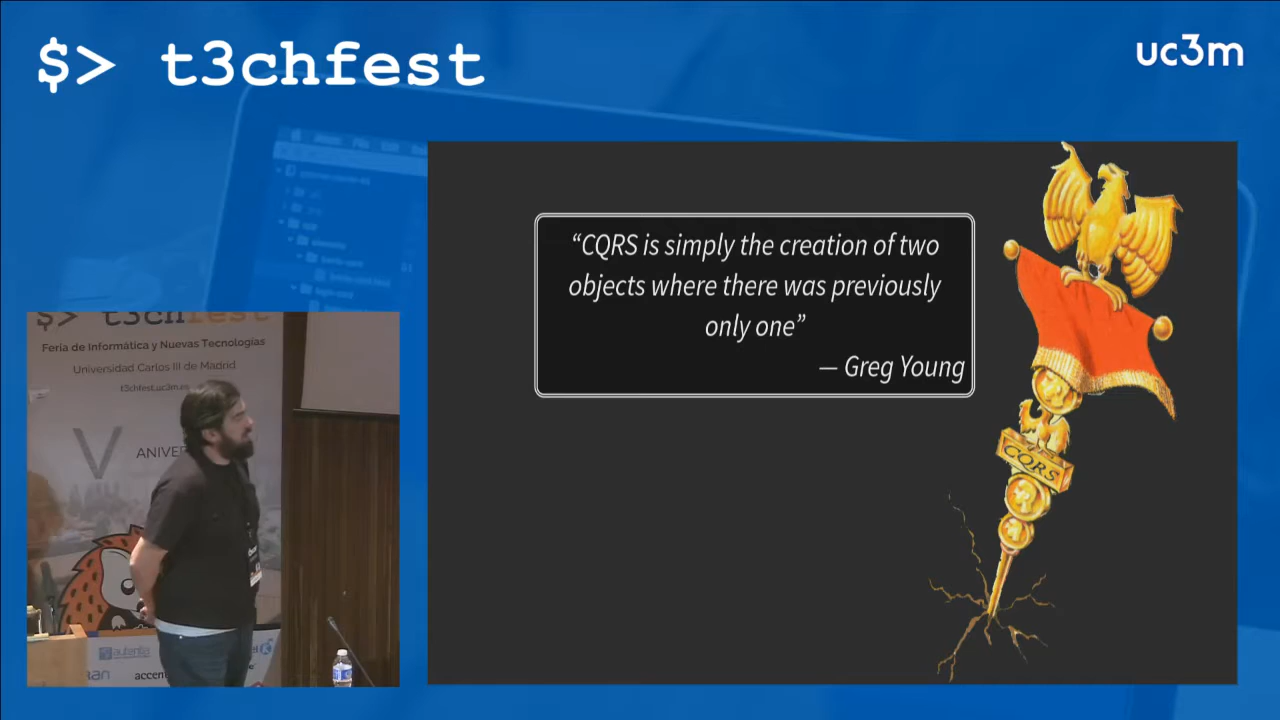 $> t3chfest
uc3m
“CQRS is simply the creation of two
objects where there was previously
only one”
— Greg Young
CQRS
$> t3chfest
Feria de Informática y Nuevas Tecnologías
Universidad Carlos III de Madrid
t3chfest.uc3m.es
V
autentia